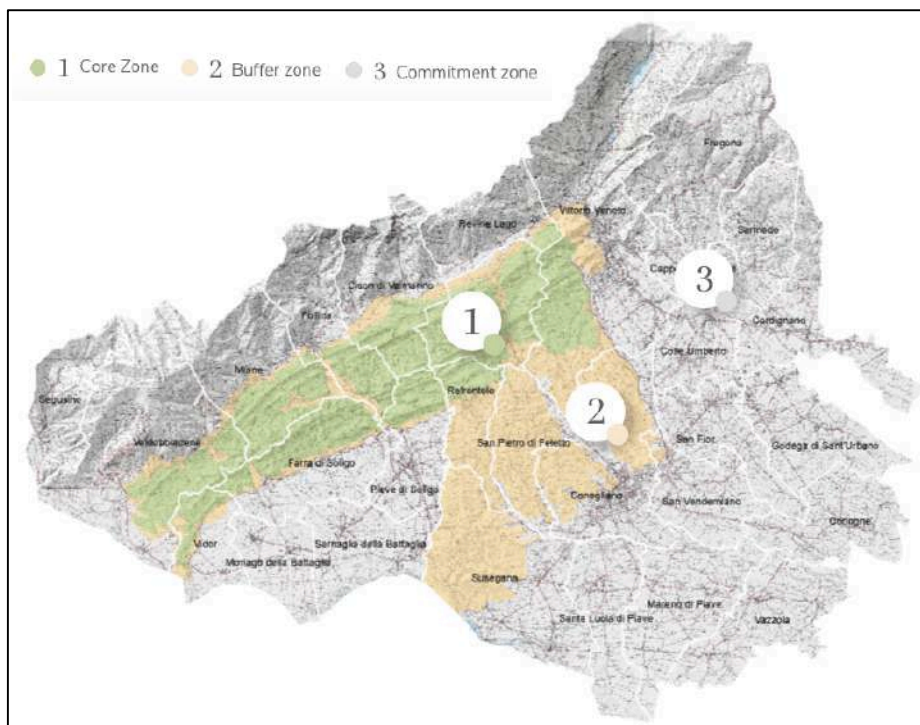 1 Core Zone 2 Buffer zone 3 Commitment zone
Fregona
Vittorio Veneto
Revine Lago
Sarmede
3
Cison di Valmarino
Cordignano
1
Follina
Colle Umberto
Miane
Refrontolo
Segusino
2
Valdobbiadene
San Pietro di Feletto
San Fior
Godega di Sant'Urbano
Farra di Soligo
Pieve di Soligo
Conegliano
San Vendemiano
Vidor
Sernaglia della Battaglia
Moriago della Battaglia
Susegana
Mareno di Piave
Santa Lucia di Piave
Vazzola